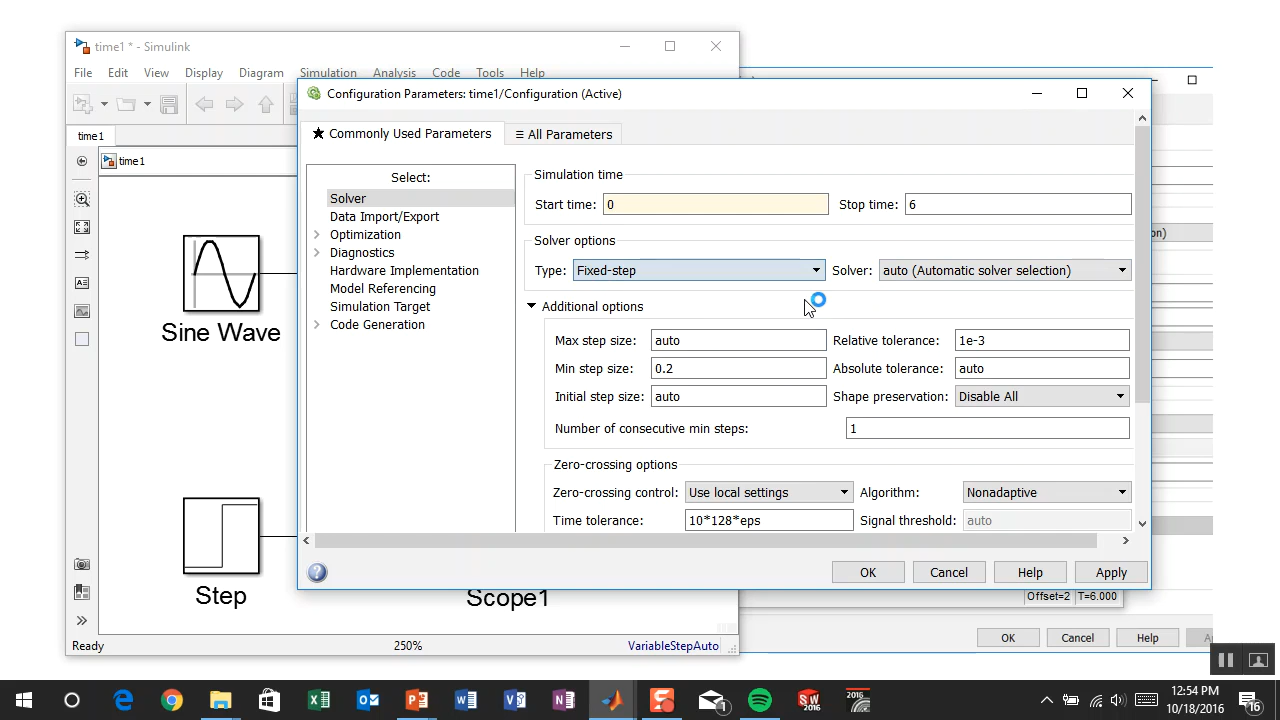 time1 * - Simulink
File Edit View Display Diagram Simulation Analysis Code Tools Help
time1
time1
Sine Wave
Step
Scope1
Ready 250% VariableStepAuto
Configuration Parameters: time1/Configuration (Active)
★ Commonly Used Parameters ≡ All Parameters
Select:
Solver
Data Import/Export
Optimization
Diagnostics
Hardware Implementation
Model Referencing
Simulation Target
Code Generation
Simulation time
Start time: 0 Stop time: 6
Solver options
Type: Fixed-step Solver: auto (Automatic solver selection)
Additional options
Max step size: auto Relative tolerance: 1e-3
Min step size: 0.2 Absolute tolerance: auto
Initial step size: auto Shape preservation: Disable All
Number of consecutive min steps: 1
Zero-crossing options
Zero-crossing control: Use local settings Algorithm: Nonadaptive
Time tolerance: 10*128*eps Signal threshold: auto
OK Cancel Help Apply
on)
Offset=2 T=6.000
OK Cancel Help
12:54 PM
10/18/2016
16